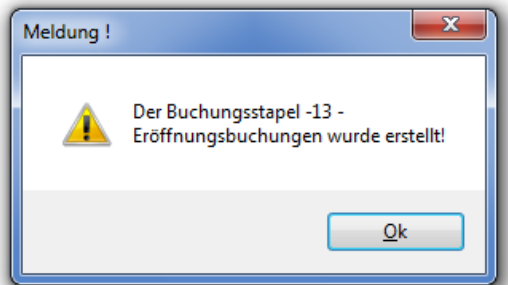 Meldung !
Der Buchungsstapel -13 -
Eröffnungsbuchungen wurde erstellt!
Ok